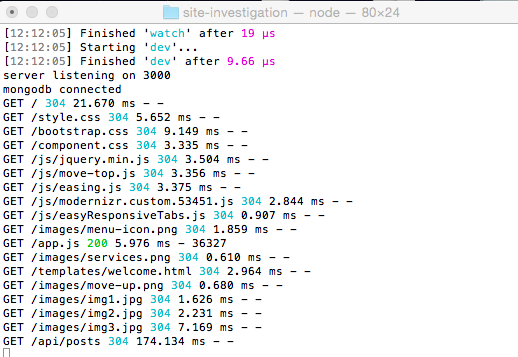 site-investigation — node — 80×24
[12:12:05] Finished 'watch' after 19 μs
[12:12:05] Starting 'dev'...
[12:12:05] Finished 'dev' after 9.66 μs
server listening on 3000
mongodb connected
GET / 304 21.670 ms - -
GET /style.css 304 5.652 ms - -
GET /bootstrap.css 304 9.149 ms - -
GET /component.css 304 3.335 ms - -
GET /js/jquery.min.js 304 3.504 ms - -
GET /js/move-top.js 304 3.356 ms - -
GET /js/easing.js 304 3.375 ms - -
GET /js/modernizr.custom.53451.js 304 2.844 ms - -
GET /js/easyResponsiveTabs.js 304 0.907 ms - -
GET /images/menu-icon.png 304 1.859 ms - -
GET /app.js 200 5.976 ms - 36327
GET /images/services.png 304 0.610 ms - -
GET /templates/welcome.html 304 2.964 ms - -
GET /images/move-up.png 304 0.680 ms - -
GET /images/img1.jpg 304 1.626 ms - -
GET /images/img2.jpg 304 2.231 ms - -
GET /images/img3.jpg 304 7.169 ms - -
GET /api/posts 304 174.134 ms - -